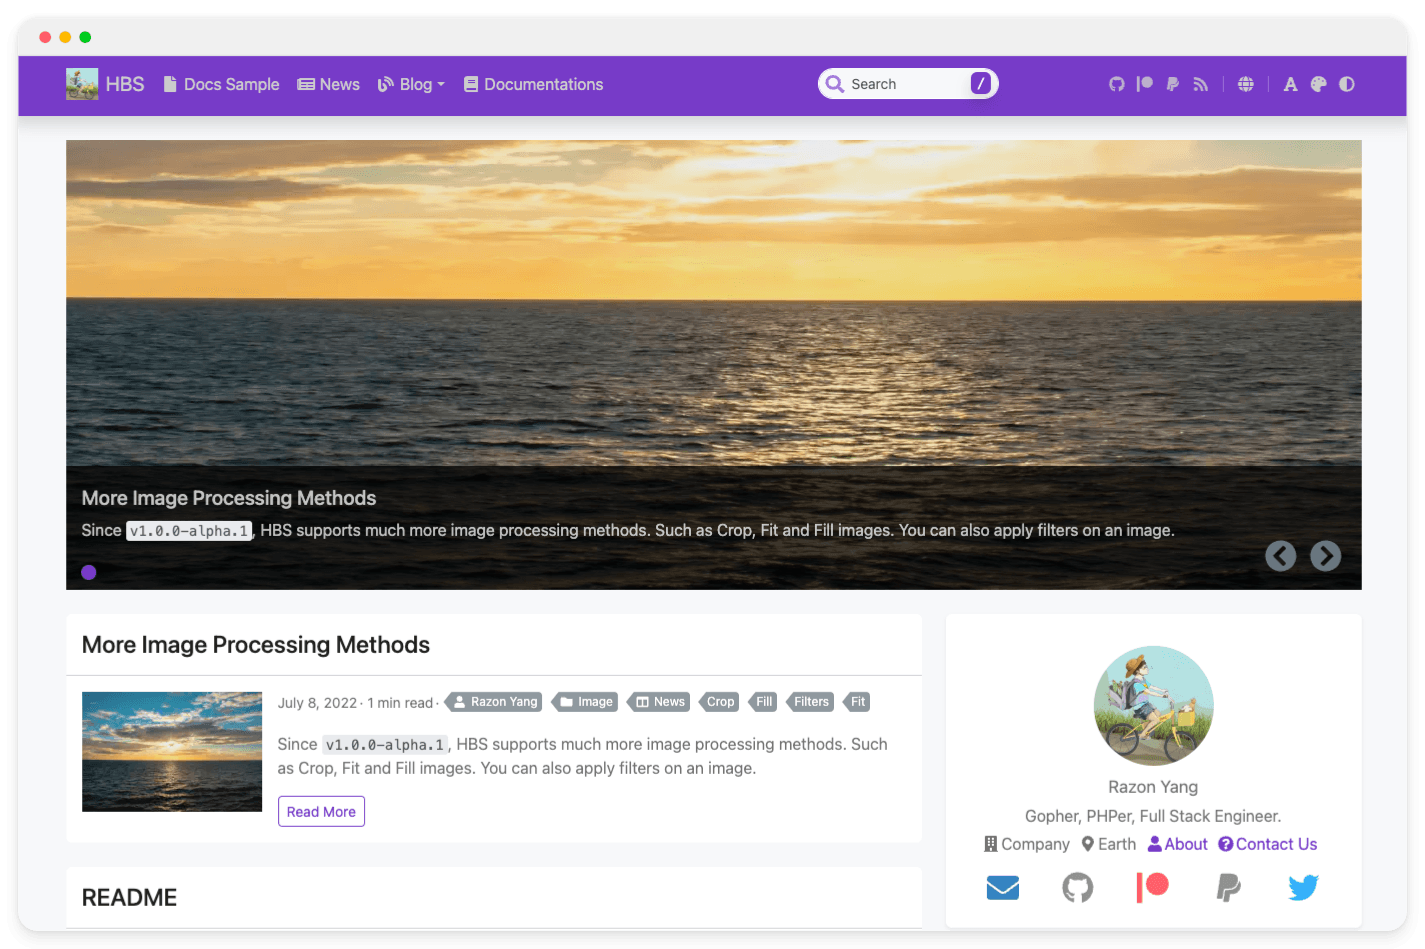 HBS Docs Sample News Blog Documentations Search /
More Image Processing Methods
Since v1.0.0-alpha.1, HBS supports much more image processing methods. Such as Crop, Fit and Fill images. You can also apply filters on an image.
More Image Processing Methods
July 8, 2022 · 1 min read · Razon Yang Image News Crop Fill Filters Fit
Since v1.0.0-alpha.1, HBS supports much more image processing methods. Such
as Crop, Fit and Fill images. You can also apply filters on an image.
Read More
README
Razon Yang
Gopher, PHPer, Full Stack Engineer.
Company Earth About Contact Us